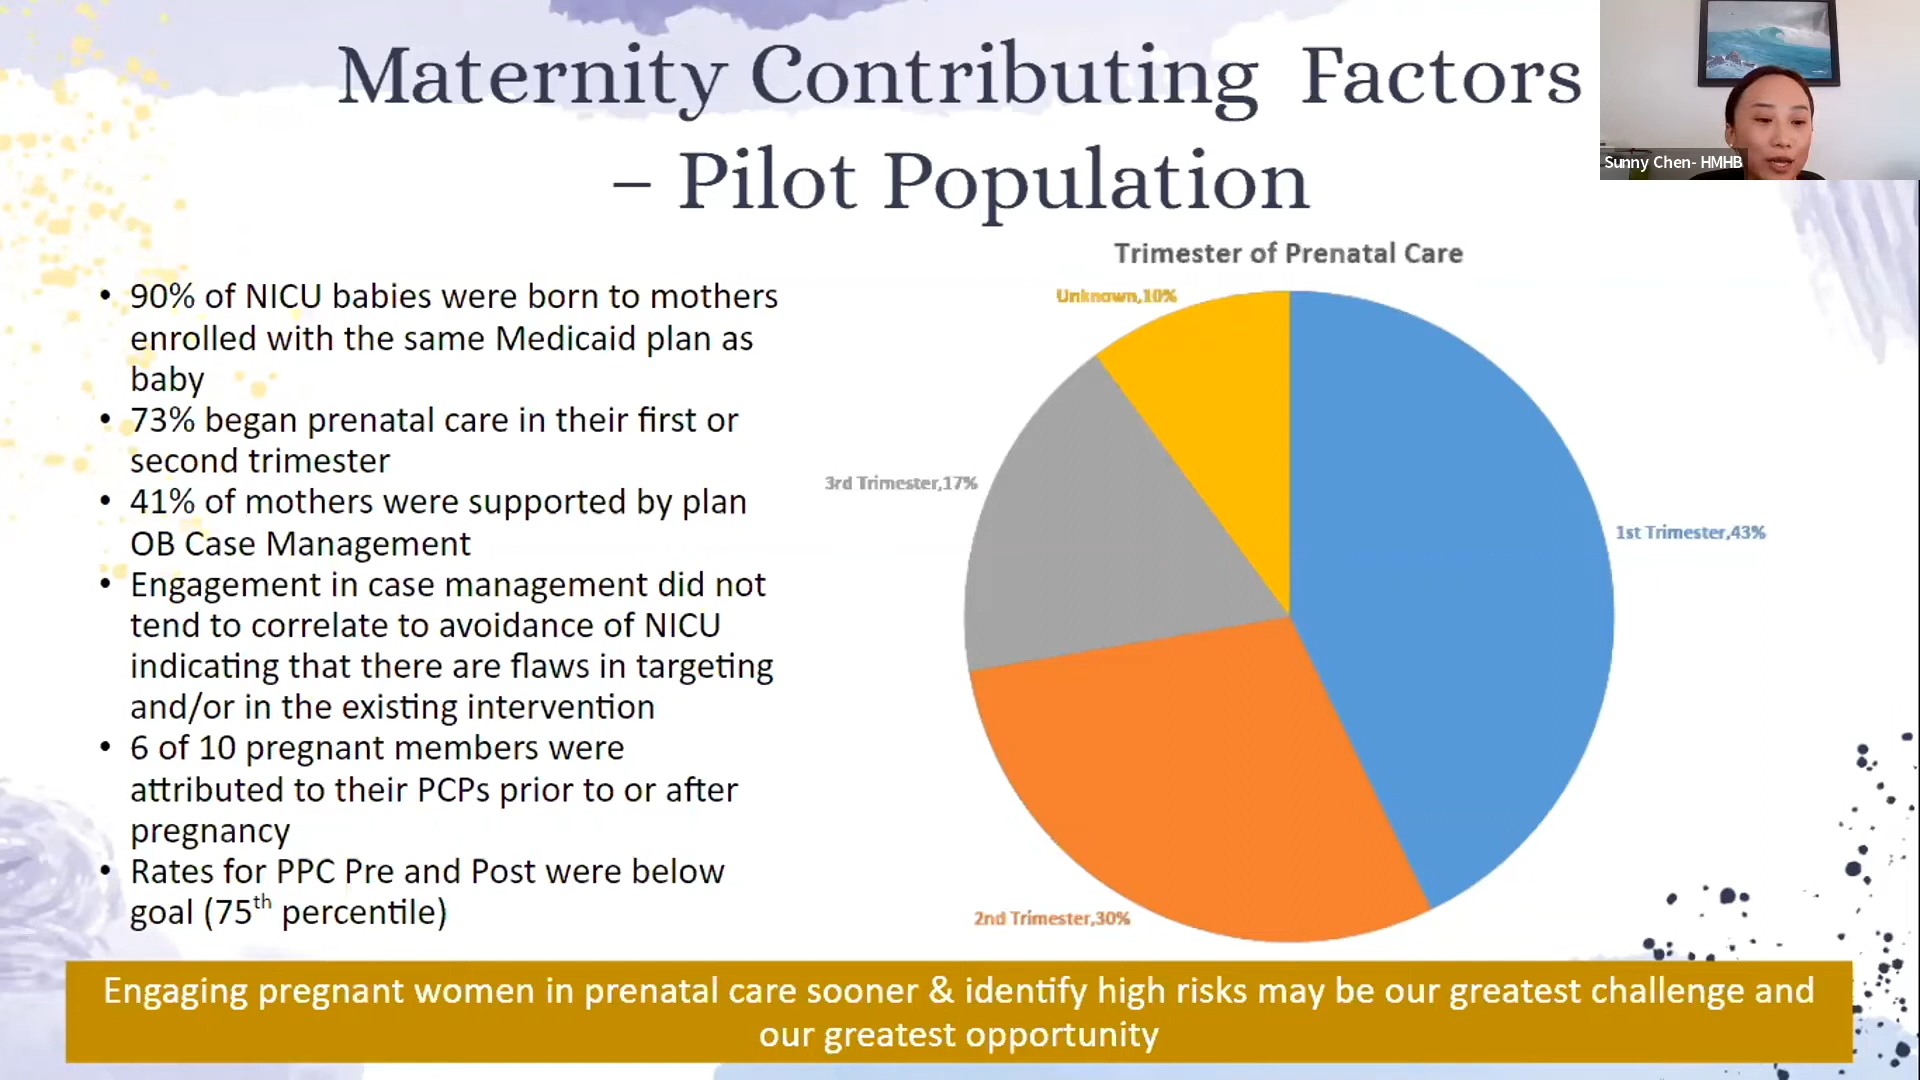 Maternity Contributing Factors
– Pilot Population
Sunny Chen- HMHB
• 90% of NICU babies were born to mothers
enrolled with the same Medicaid plan as
baby
• 73% began prenatal care in their first or
second trimester
• 41% of mothers were supported by plan
OB Case Management
• Engagement in case management did not
tend to correlate to avoidance of NICU
indicating that there are flaws in targeting
and/or in the existing intervention
• 6 of 10 pregnant members were
attributed to their PCPs prior to or after
pregnancy
• Rates for PPC Pre and Post were below
goal (75th percentile)
Trimester of Prenatal Care
Unknown,10%
3rd Trimester,17%
1st Trimester,43%
2nd Trimester,30%
Engaging pregnant women in prenatal care sooner & identify high risks may be our greatest challenge and
our greatest opportunity